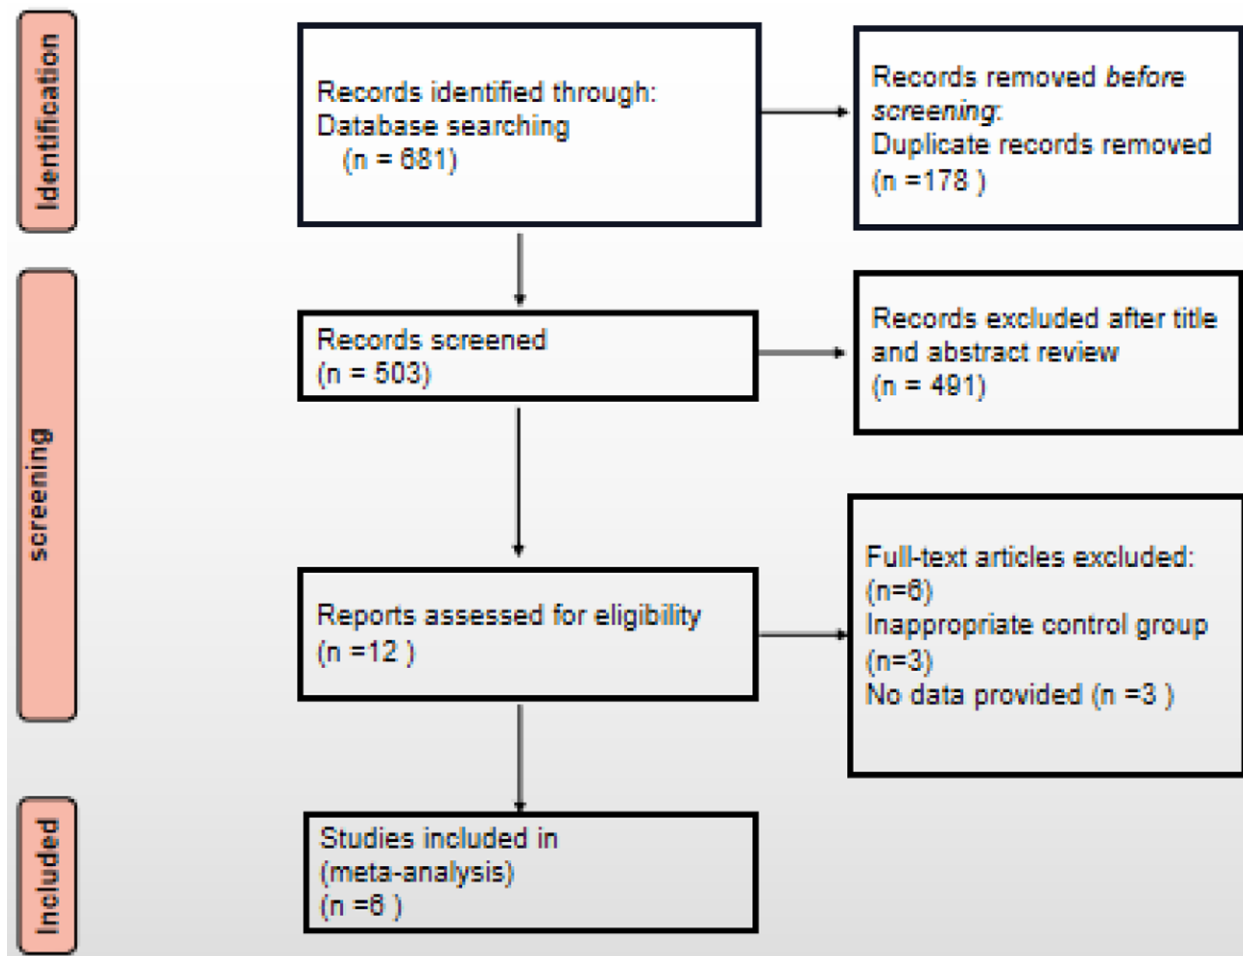 Identification
Records identified through:
Database searching
(n = 681)
Records removed before
screening:
Duplicate records removed
(n =178 )
screening
Records screened
(n = 503)
Records excluded after title
and abstract review
(n = 491)
Reports assessed for eligibility
(n =12 )
Full-text articles excluded:
(n=6)
Inappropriate control group
(n=3)
No data provided (n =3 )
Included
Studies included in
(meta-analysis)
(n =6 )